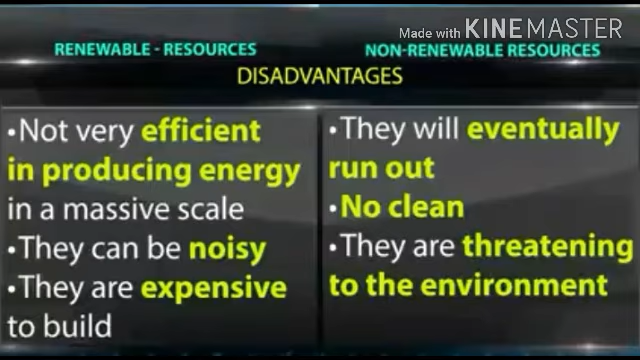 Made with KINEMASTER
RENEWABLE - RESOURCES
NON-RENEWABLE RESOURCES
DISADVANTAGES
•Not very efficient
in producing energy
in a massive scale
•They can be noisy
•They are expensive
to build
•They will eventually
run out
•No clean
•They are threatening
to the environment